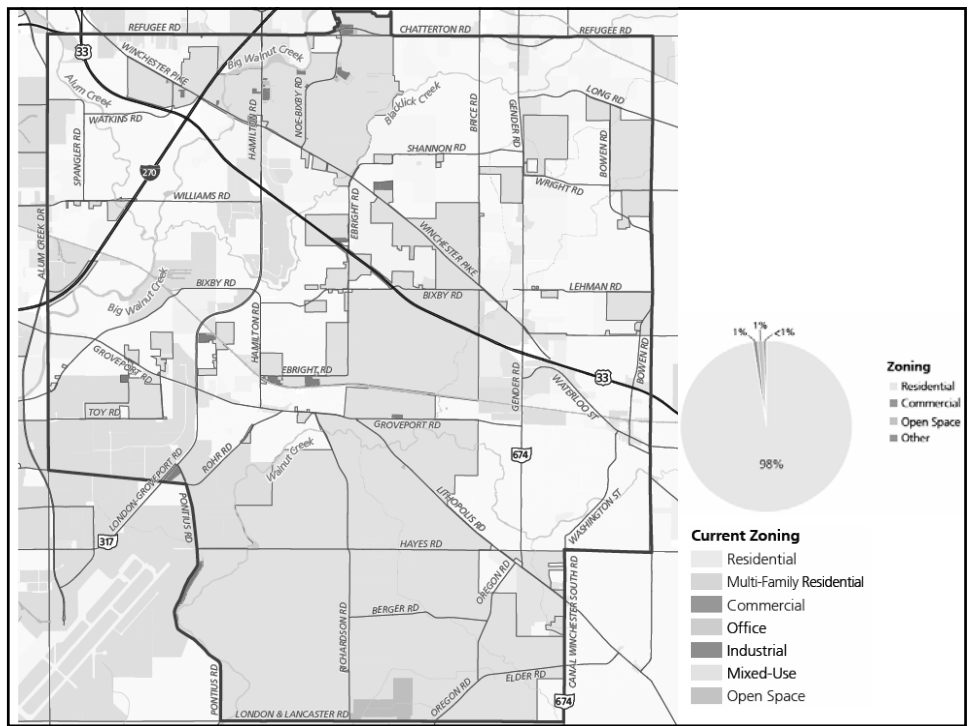 REFUGEE RD
CHATTERTON RD
REFUGEE RD
33
WINCHESTER PIKE
Big Walnut Creek
Alum Creek
NOE-BIXBY RD
Blacklick Creek
BRICE RD
GENDER RD
LONG RD
HAMILTON RD
WATKINS RD
SPANGLER RD
SHANNON RD
BOWEN RD
270
WRIGHT RD
WILLIAMS RD
EBRIGHT RD
ALUM CREEK DR
WINCHESTER PIKE
Big Walnut Creek
BIXBY RD
BIXBY RD
LEHMAN RD
HAMILTON RD
GROVEPORT RD
EBRIGHT RD
BOWEN RD
GENDER RD
33
WATERLOO ST
TOY RD
GROVEPORT RD
ROHR RD
Walnut Creek
674
LONDON-GROVEPORT RD
LITHOPOLIS RD
PONTIUS RD
WASHINGTON ST
317
HAYES RD
OREGON RD
CANAL WINCHESTER SOUTH RD
BERGER RD
RICHARDSON RD
PONTIUS RD
ELDER RD
OREGON RD
674
LONDON & LANCASTER RD
1%
1%
<1%
98%
Zoning
Residential
Commercial
Open Space
Other
Current Zoning
Residential
Multi-Family Residential
Commercial
Office
Industrial
Mixed-Use
Open Space